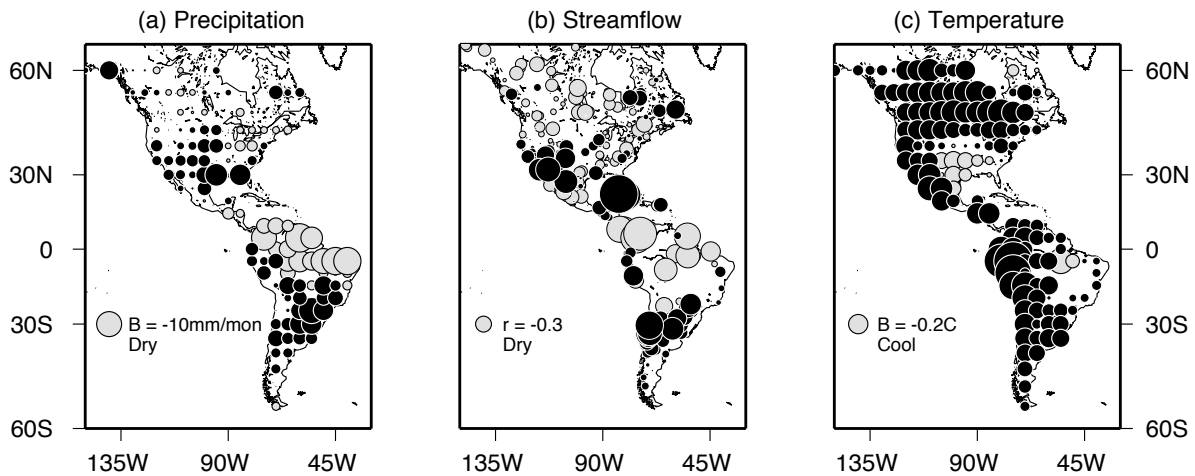 (a) Precipitation
(b) Streamflow
(c) Temperature
60N
30N
0
30S
60S
B = -10mm/mon
Dry
r = -0.3
Dry
B = -0.2C
Cool
60N
30N
0
30S
60S
135W 90W 45W
135W 90W 45W
135W 90W 45W